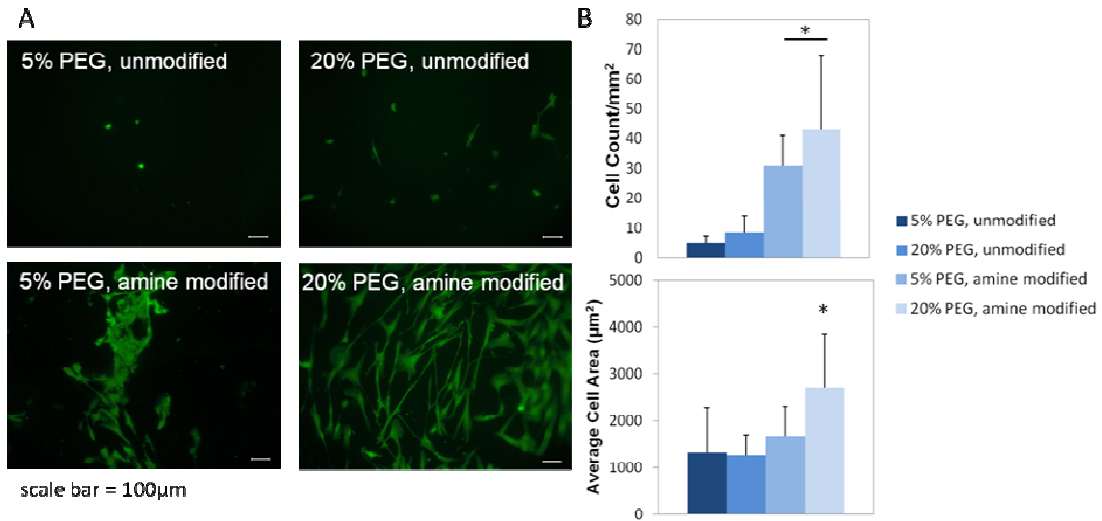 A
5% PEG, unmodified
20% PEG, unmodified
5% PEG, amine modified
20% PEG, amine modified
scale bar = 100µm
B
80
70
60
50
40
30
20
10
0
Cell Count/mm²
*
5000
4000
3000
2000
1000
0
Average Cell Area (µm²)
*
5% PEG, unmodified
20% PEG, unmodified
5% PEG, amine modified
20% PEG, amine modified